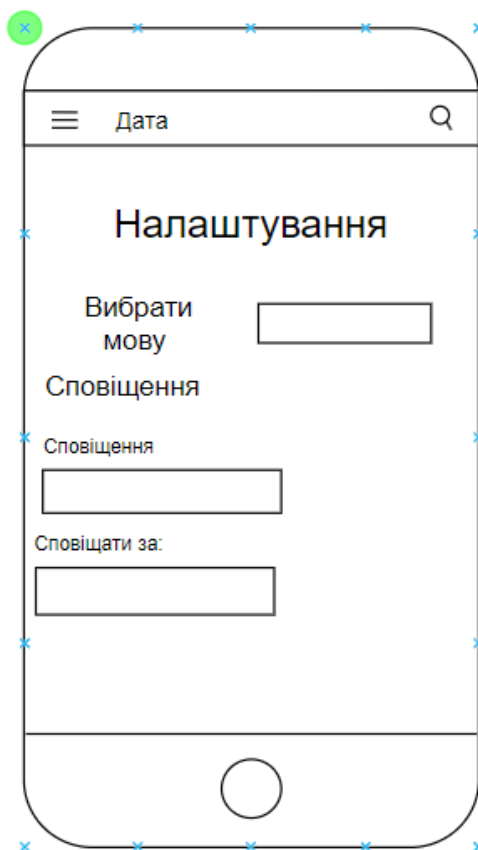 Дата
Налаштування
Вибрати
мову
Сповіщення
Сповіщення
Сповіщати за: